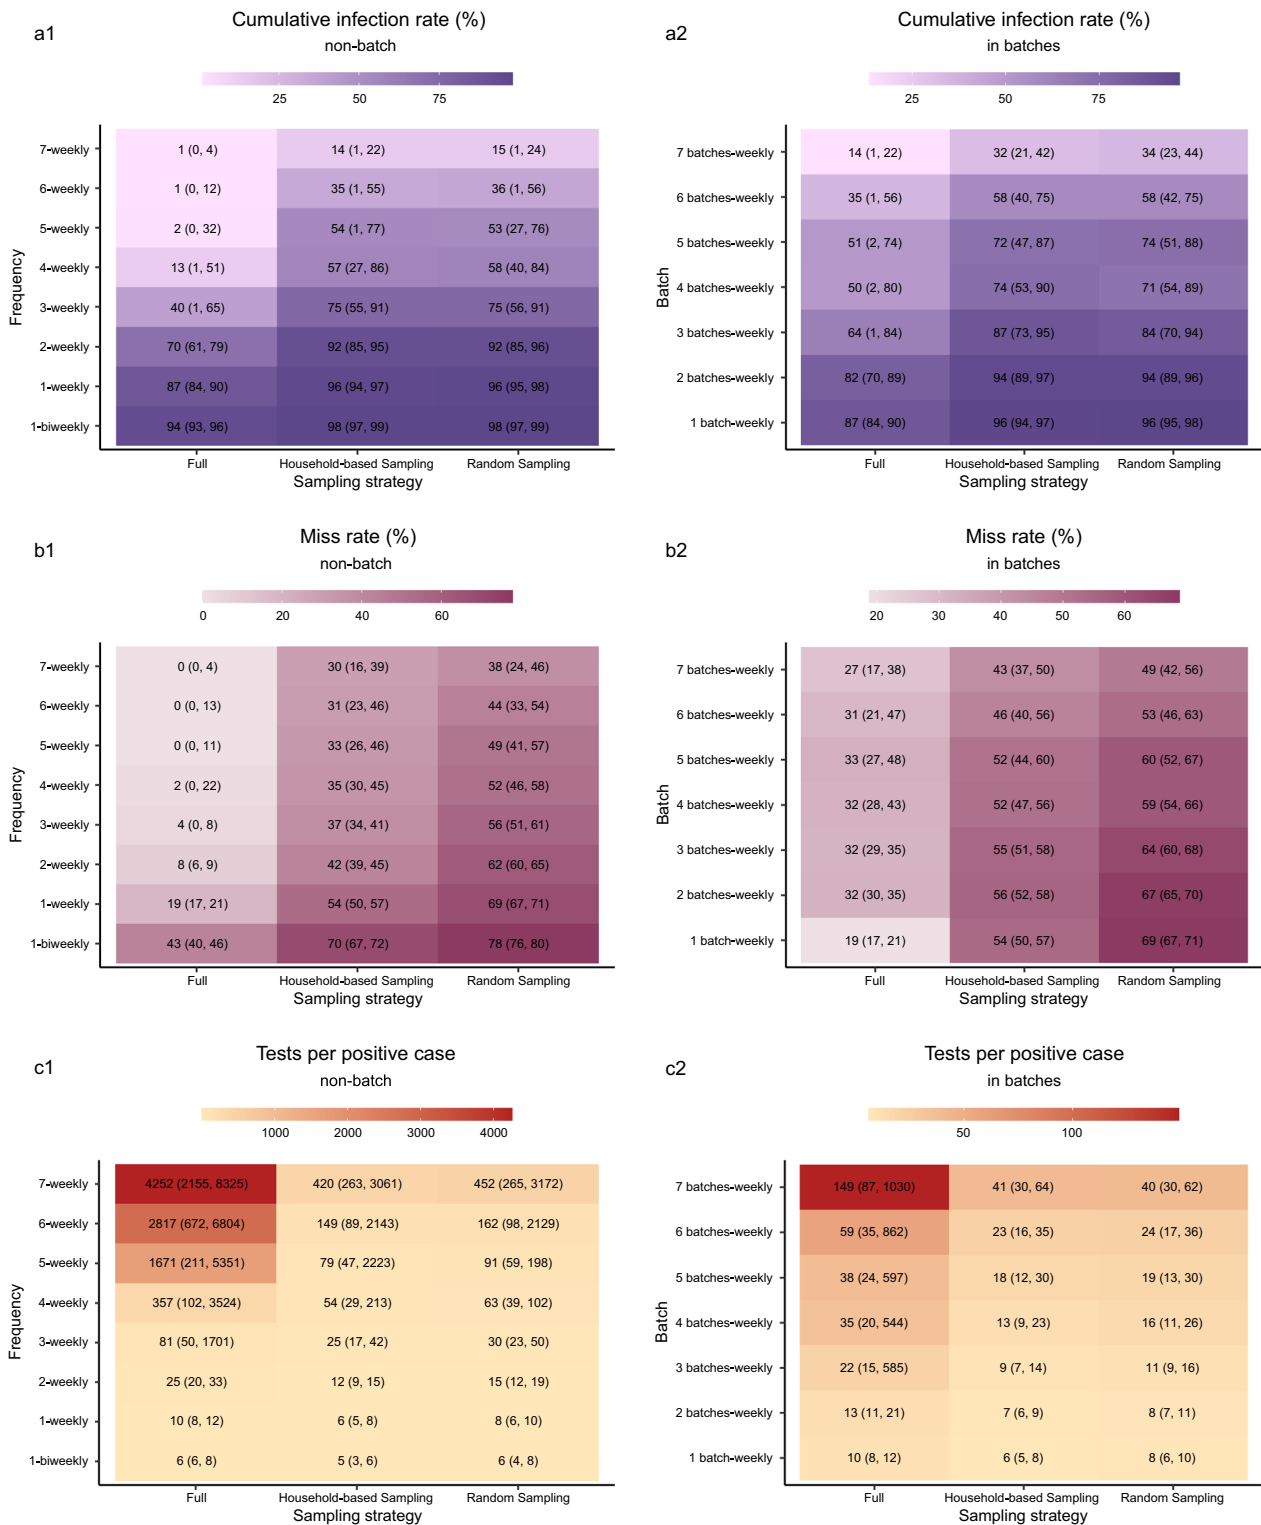 a1
Cumulative infection rate (%)
non-batch
25 50 75
Frequency
7-weekly 1 (0, 4) 14 (1, 22) 15 (1, 24)
6-weekly 1 (0, 12) 35 (1, 55) 36 (1, 56)
5-weekly 2 (0, 32) 54 (1, 77) 53 (27, 76)
4-weekly 13 (1, 51) 57 (27, 86) 58 (40, 84)
3-weekly 40 (1, 65) 75 (55, 91) 75 (56, 91)
2-weekly 70 (61, 79) 92 (85, 95) 92 (85, 96)
1-weekly 87 (84, 90) 96 (94, 97) 96 (95, 98)
1-biweekly 94 (93, 96) 98 (97, 99) 98 (97, 99)
Full Household-based Sampling Random Sampling
Sampling strategy
a2
Cumulative infection rate (%)
in batches
25 50 75
Batch
7 batches-weekly 14 (1, 22) 32 (21, 42) 34 (23, 44)
6 batches-weekly 35 (1, 56) 58 (40, 75) 58 (42, 75)
5 batches-weekly 51 (2, 74) 72 (47, 87) 74 (51, 88)
4 batches-weekly 50 (2, 80) 74 (53, 90) 71 (54, 89)
3 batches-weekly 64 (1, 84) 87 (73, 95) 84 (70, 94)
2 batches-weekly 82 (70, 89) 94 (89, 97) 94 (89, 96)
1 batch-weekly 87 (84, 90) 96 (94, 97) 96 (95, 98)
Full Household-based Sampling Random Sampling
Sampling strategy
b1
Miss rate (%)
non-batch
0 20 40 60
Frequency
7-weekly 0 (0, 4) 30 (16, 39) 38 (24, 46)
6-weekly 0 (0, 13) 31 (23, 46) 44 (33, 54)
5-weekly 0 (0, 11) 33 (26, 46) 49 (41, 57)
4-weekly 2 (0, 22) 35 (30, 45) 52 (46, 58)
3-weekly 4 (0, 8) 37 (34, 41) 56 (51, 61)
2-weekly 8 (6, 9) 42 (39, 45) 62 (60, 65)
1-weekly 19 (17, 21) 54 (50, 57) 69 (67, 71)
1-biweekly 43 (40, 46) 70 (67, 72) 78 (76, 80)
Full Household-based Sampling Random Sampling
Sampling strategy
b2
Miss rate (%)
in batches
20 30 40 50 60
Batch
7 batches-weekly 27 (17, 38) 43 (37, 50) 49 (42, 56)
6 batches-weekly 31 (21, 47) 46 (40, 56) 53 (46, 63)
5 batches-weekly 33 (27, 48) 52 (44, 60) 60 (52, 67)
4 batches-weekly 32 (28, 43) 52 (47, 56) 59 (54, 66)
3 batches-weekly 32 (29, 35) 55 (51, 58) 64 (60, 68)
2 batches-weekly 32 (30, 35) 56 (52, 58) 67 (65, 70)
1 batch-weekly 19 (17, 21) 54 (50, 57) 69 (67, 71)
Full Household-based Sampling Random Sampling
Sampling strategy
c1
Tests per positive case
non-batch
1000 2000 3000 4000
Frequency
7-weekly 4252 (2155, 8325) 420 (263, 3061) 452 (265, 3172)
6-weekly 2817 (672, 6804) 149 (89, 2143) 162 (98, 2129)
5-weekly 1671 (211, 5351) 79 (47, 2223) 91 (59, 198)
4-weekly 357 (102, 3524) 54 (29, 213) 63 (39, 102)
3-weekly 81 (50, 1701) 25 (17, 42) 30 (23, 50)
2-weekly 25 (20, 33) 12 (9, 15) 15 (12, 19)
1-weekly 10 (8, 12) 6 (5, 8) 8 (6, 10)
1-biweekly 6 (6, 8) 5 (3, 6) 6 (4, 8)
Full Household-based Sampling Random Sampling
Sampling strategy
c2
Tests per positive case
in batches
50 100
Batch
7 batches-weekly 149 (87, 1030) 41 (30, 64) 40 (30, 62)
6 batches-weekly 59 (35, 862) 23 (16, 35) 24 (17, 36)
5 batches-weekly 38 (24, 597) 18 (12, 30) 19 (13, 30)
4 batches-weekly 35 (20, 544) 13 (9, 23) 16 (11, 26)
3 batches-weekly 22 (15, 585) 9 (7, 14) 11 (9, 16)
2 batches-weekly 13 (11, 21) 7 (6, 9) 8 (7, 11)
1 batch-weekly 10 (8, 12) 6 (5, 8) 8 (6, 10)
Full Household-based Sampling Random Sampling
Sampling strategy